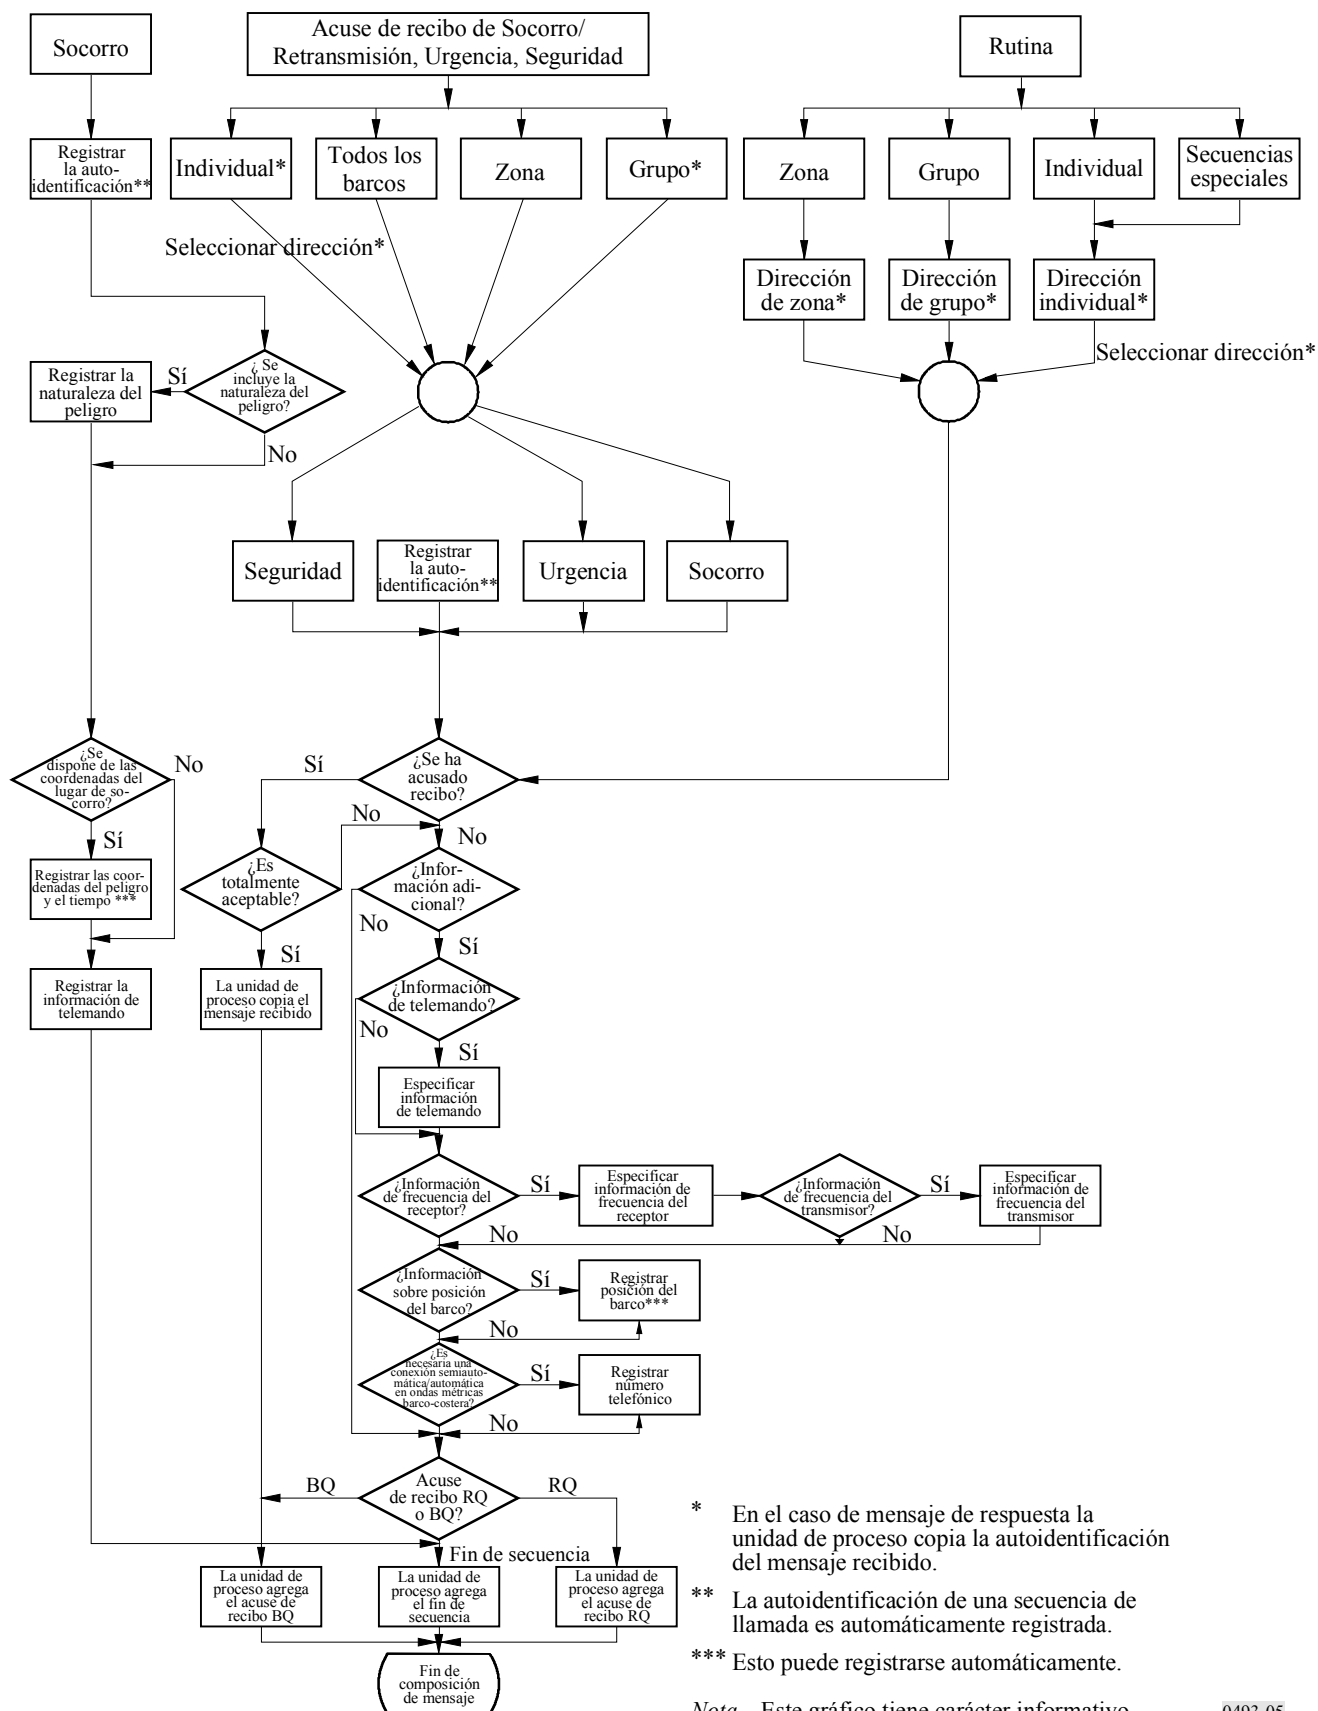 Socorro
Acuse de recibo de Socorro/
Retransmisión, Urgencia, Seguridad
Rutina
Registrar
la auto-
identificación**
Individual*
Todos los
barcos
Zona
Grupo*
Zona
Grupo
Individual
Secuencias
especiales
Seleccionar dirección*
Dirección
de zona*
Dirección
de grupo*
Dirección
individual*
Seleccionar dirección*
Registrar la
naturaleza del
peligro
Sí
¿ Se
incluye la
naturaleza del
peligro?
No
Seguridad
Registrar
la auto-
identificación**
Urgencia
Socorro
¿Se
dispone de las
coordenadas del
lugar de so-
corro?
No
Sí
Sí
¿Se ha
acusado
recibo?
No
No
Registrar las coor-
denadas del peligro
y el tiempo ***
¿Es
totalmente
aceptable?
Sí
¿Infor-
mación adi-
cional?
No
Sí
Registrar la
información de
telemando
La unidad de
proceso copia el
mensaje recibido
¿Información
de telemando?
No
Sí
Especificar
información
de telemando
¿Información
de frecuencia del
receptor?
Sí
No
Especificar
información de
frecuencia del
receptor
¿Información
de frecuencia del
transmisor?
Sí
No
Especificar
información de
frecuencia del
transmisor
¿Información
sobre posición
del barco?
Sí
No
Registrar
posición del
barco***
¿Es
necesaria una
conexión semiauto-
mática/automática
en ondas métricas
barco-costera?
Sí
No
Registrar
número
telefónico
BQ
Acuse
de recibo RQ
o BQ?
RQ
Fin de secuencia
La unidad de
proceso agrega
el acuse de
recibo BQ
La unidad de
proceso agrega
el fin de
secuencia
La unidad de
proceso agrega
el acuse de
recibo RQ
Fin de
composición
de mensaje
* En el caso de mensaje de respuesta la
unidad de proceso copia la autoidentificación
del mensaje recibido.
** La autoidentificación de una secuencia de
llamada es automáticamente registrada.
*** Esto puede registrarse automáticamente.
Nota – Este gráfico tiene carácter informativo
0493-05